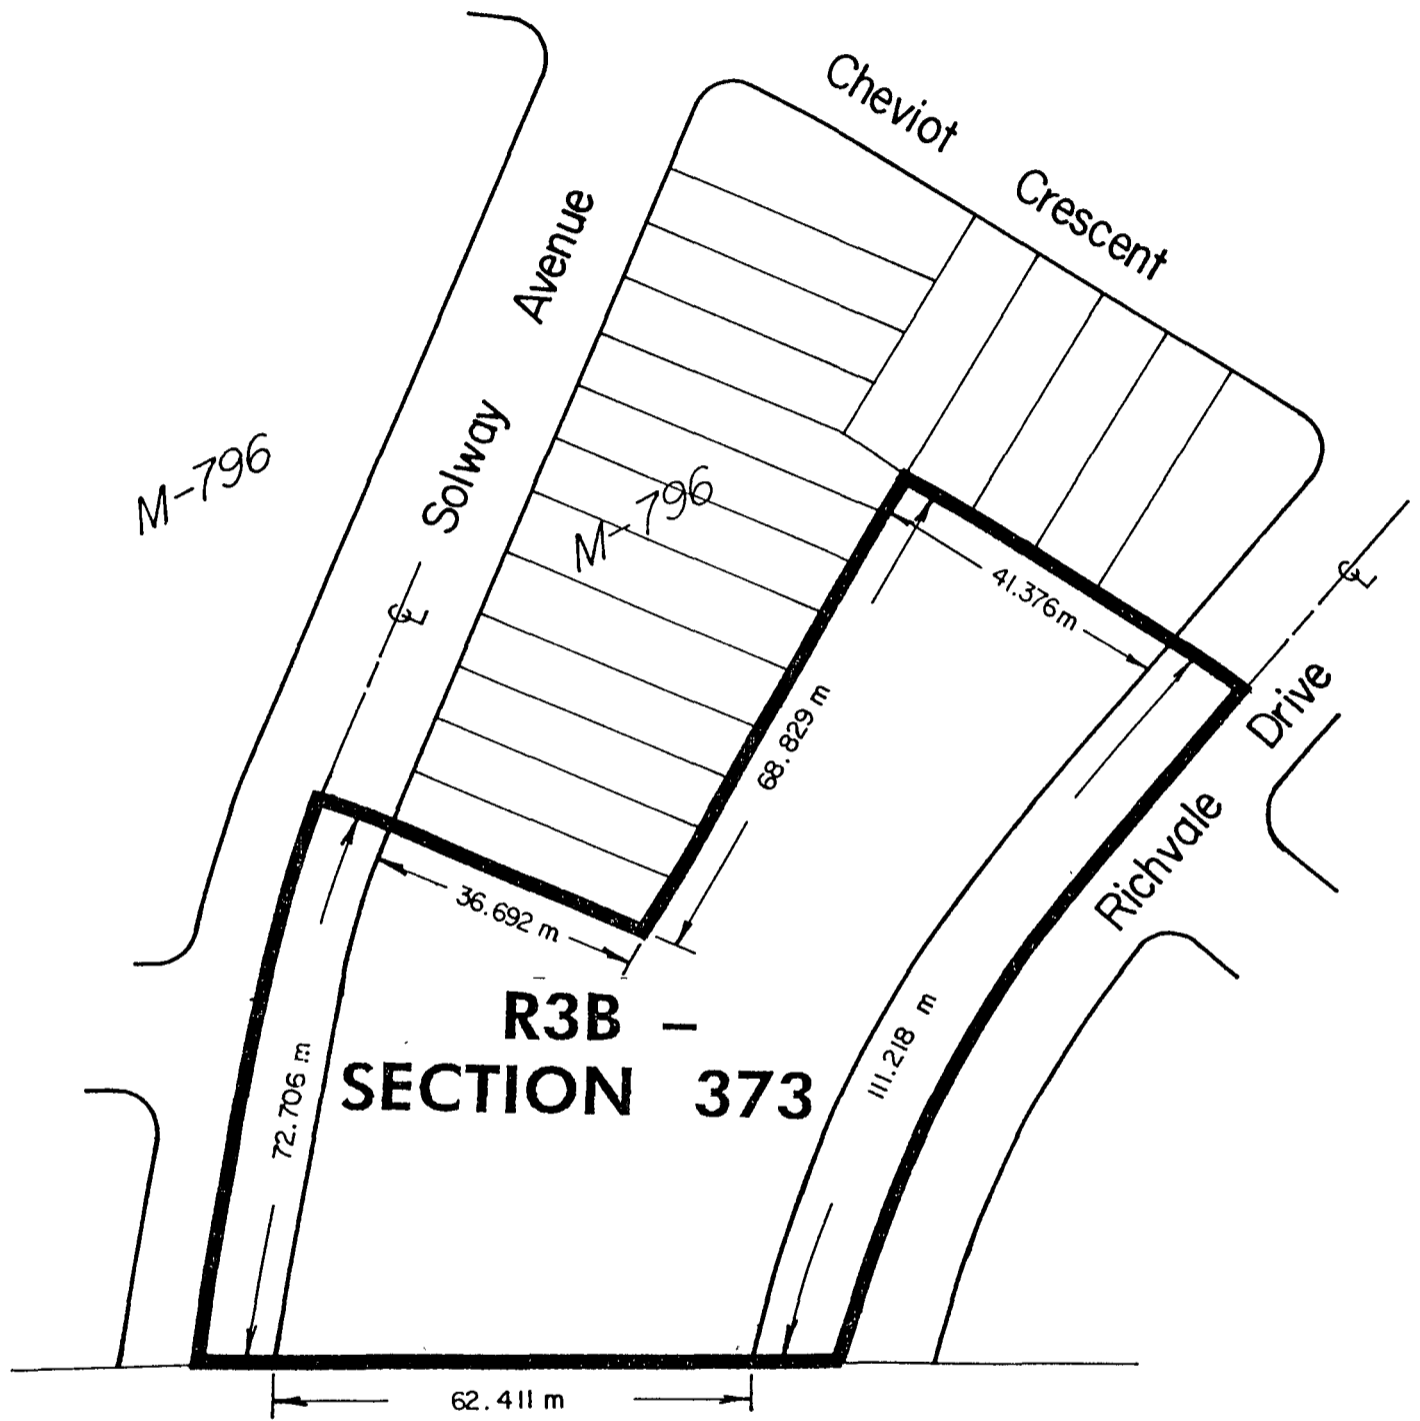 Cheviot Crescent
Solway Avenue
M-796
M-796
℄
℄
41.376m
68.829 m
Richvale Drive
36.692 m
R3B –
SECTION 373
72.706 m
111.218 m
62.411 m